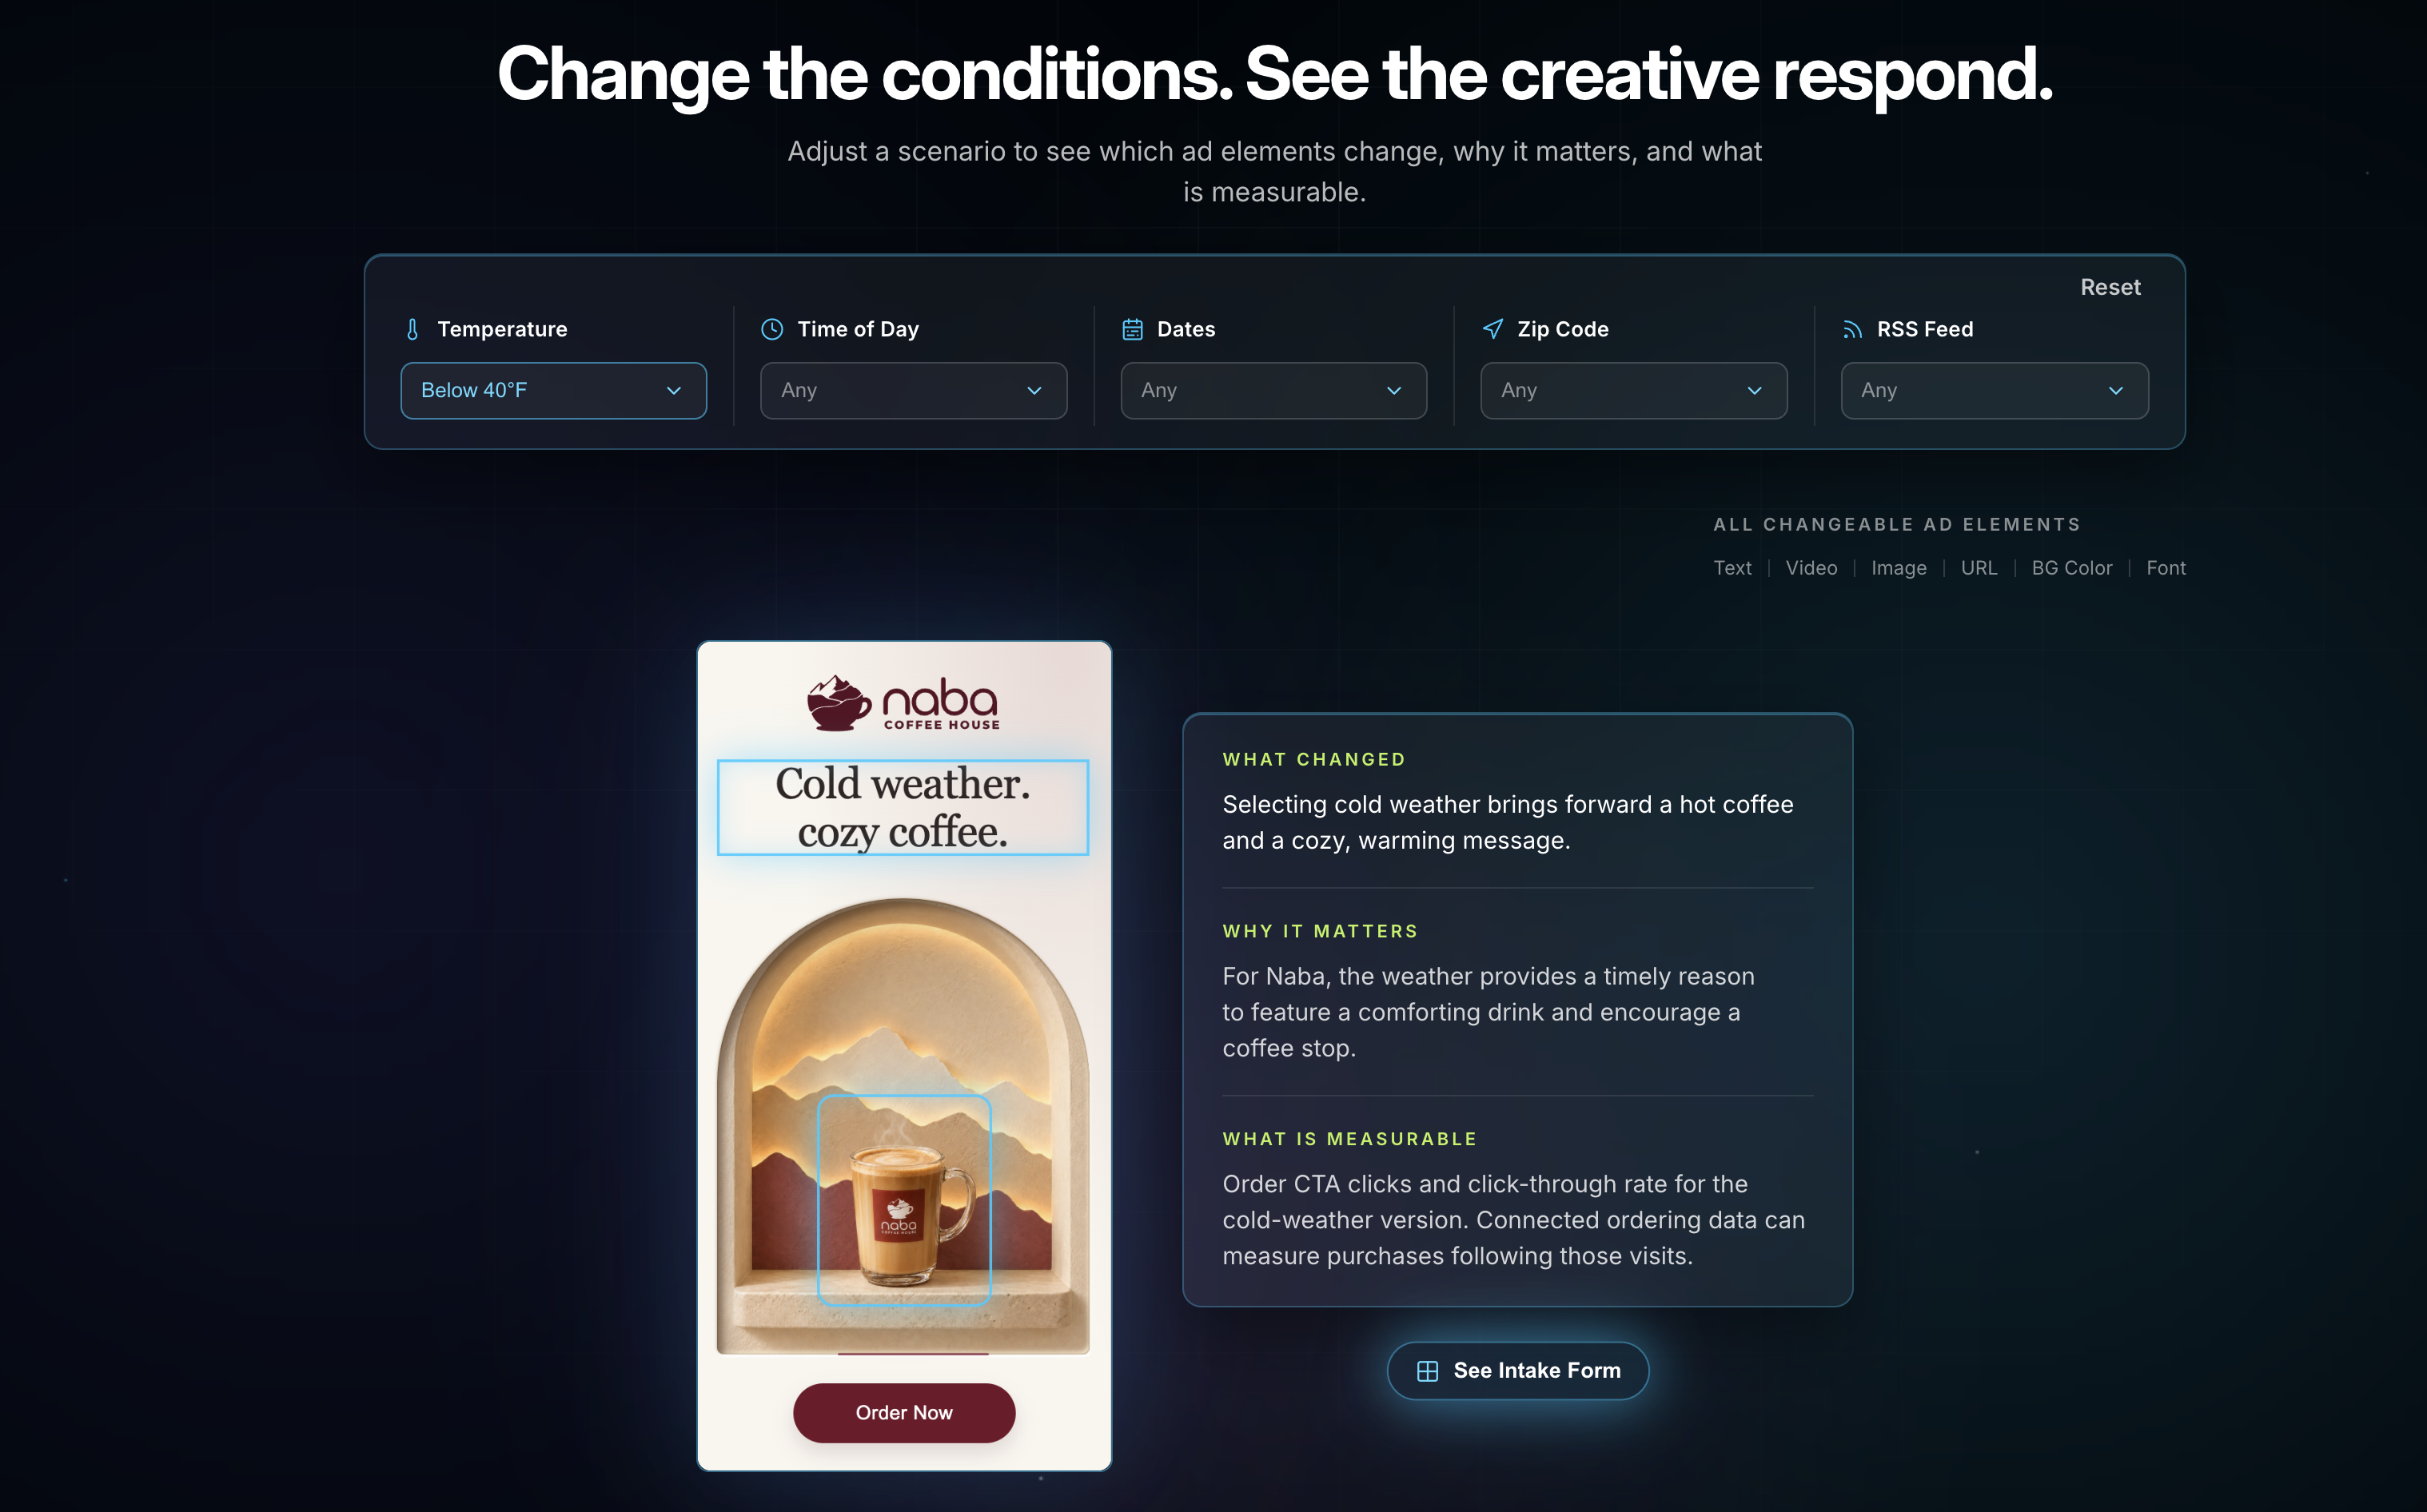 Change the conditions. See the creative respond.
Adjust a scenario to see which ad elements change, why it matters, and what
is measurable.
Reset
Temperature
Time of Day
Dates
Zip Code
RSS Feed
Below 40°F
Any
Any
Any
Any
ALL CHANGEABLE AD ELEMENTS
Text | Video | Image | URL | BG Color | Font
naba
COFFEE HOUSE
Cold weather.
cozy coffee.
naba
COFFEE HOUSE
Order Now
WHAT CHANGED
Selecting cold weather brings forward a hot coffee
and a cozy, warming message.
WHY IT MATTERS
For Naba, the weather provides a timely reason
to feature a comforting drink and encourage a
coffee stop.
WHAT IS MEASURABLE
Order CTA clicks and click-through rate for the
cold-weather version. Connected ordering data can
measure purchases following those visits.
See Intake Form